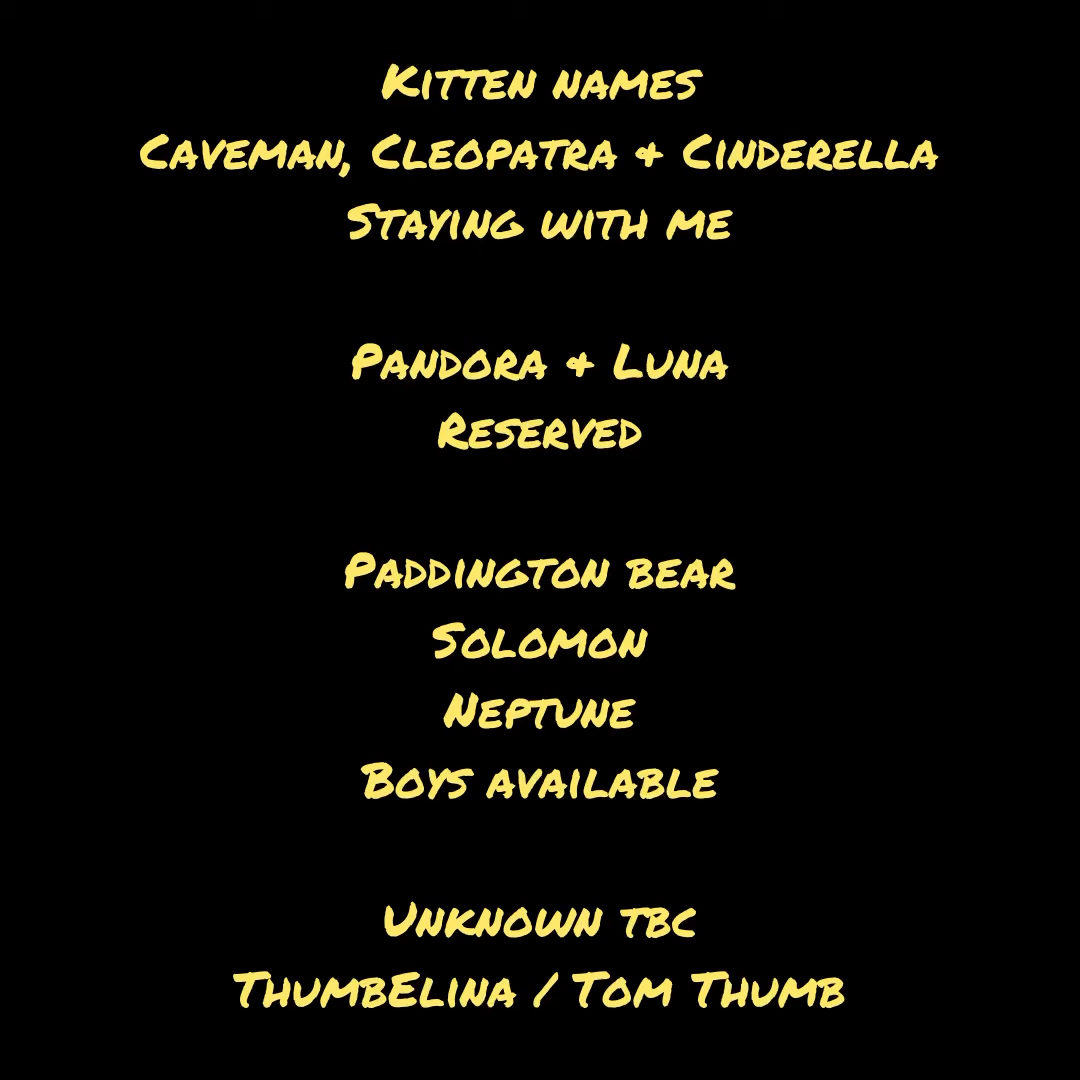 Kitten names
Caveman, Cleopatra & Cinderella
Staying with me
Pandora & Luna
Reserved
Paddington bear
Solomon
Neptune
Boys available
Unknown tbc
ThumbElina / Tom Thumb